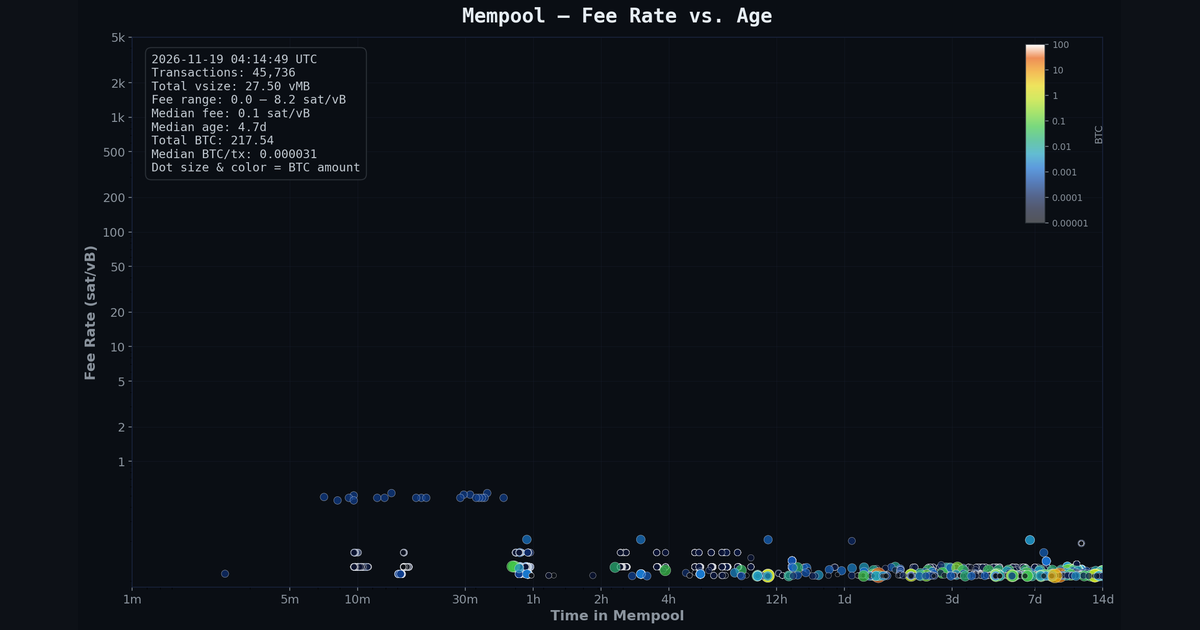 Mempool — Fee Rate vs. Age
2026-11-19 04:14:49 UTC
Transactions: 45,736
Total vsize: 27.50 vMB
Fee range: 0.0 — 8.2 sat/vB
Median fee: 0.1 sat/vB
Median age: 4.7d
Total BTC: 217.54
Median BTC/tx: 0.000031
Dot size & color = BTC amount
100
10
1
0.1
0.01
0.001
0.0001
0.00001
BTC
Fee Rate (sat/vB)
5k
2k
1k
500
200
100
50
20
10
5
2
1
1m 5m 10m 30m 1h 2h 4h 12h 1d 3d 7d 14d
Time in Mempool